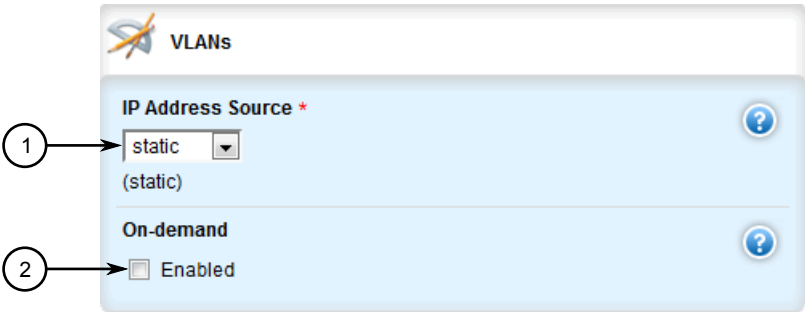 VLANs
IP Address Source *
?
1
static
(static)
On-demand
?
2
Enabled